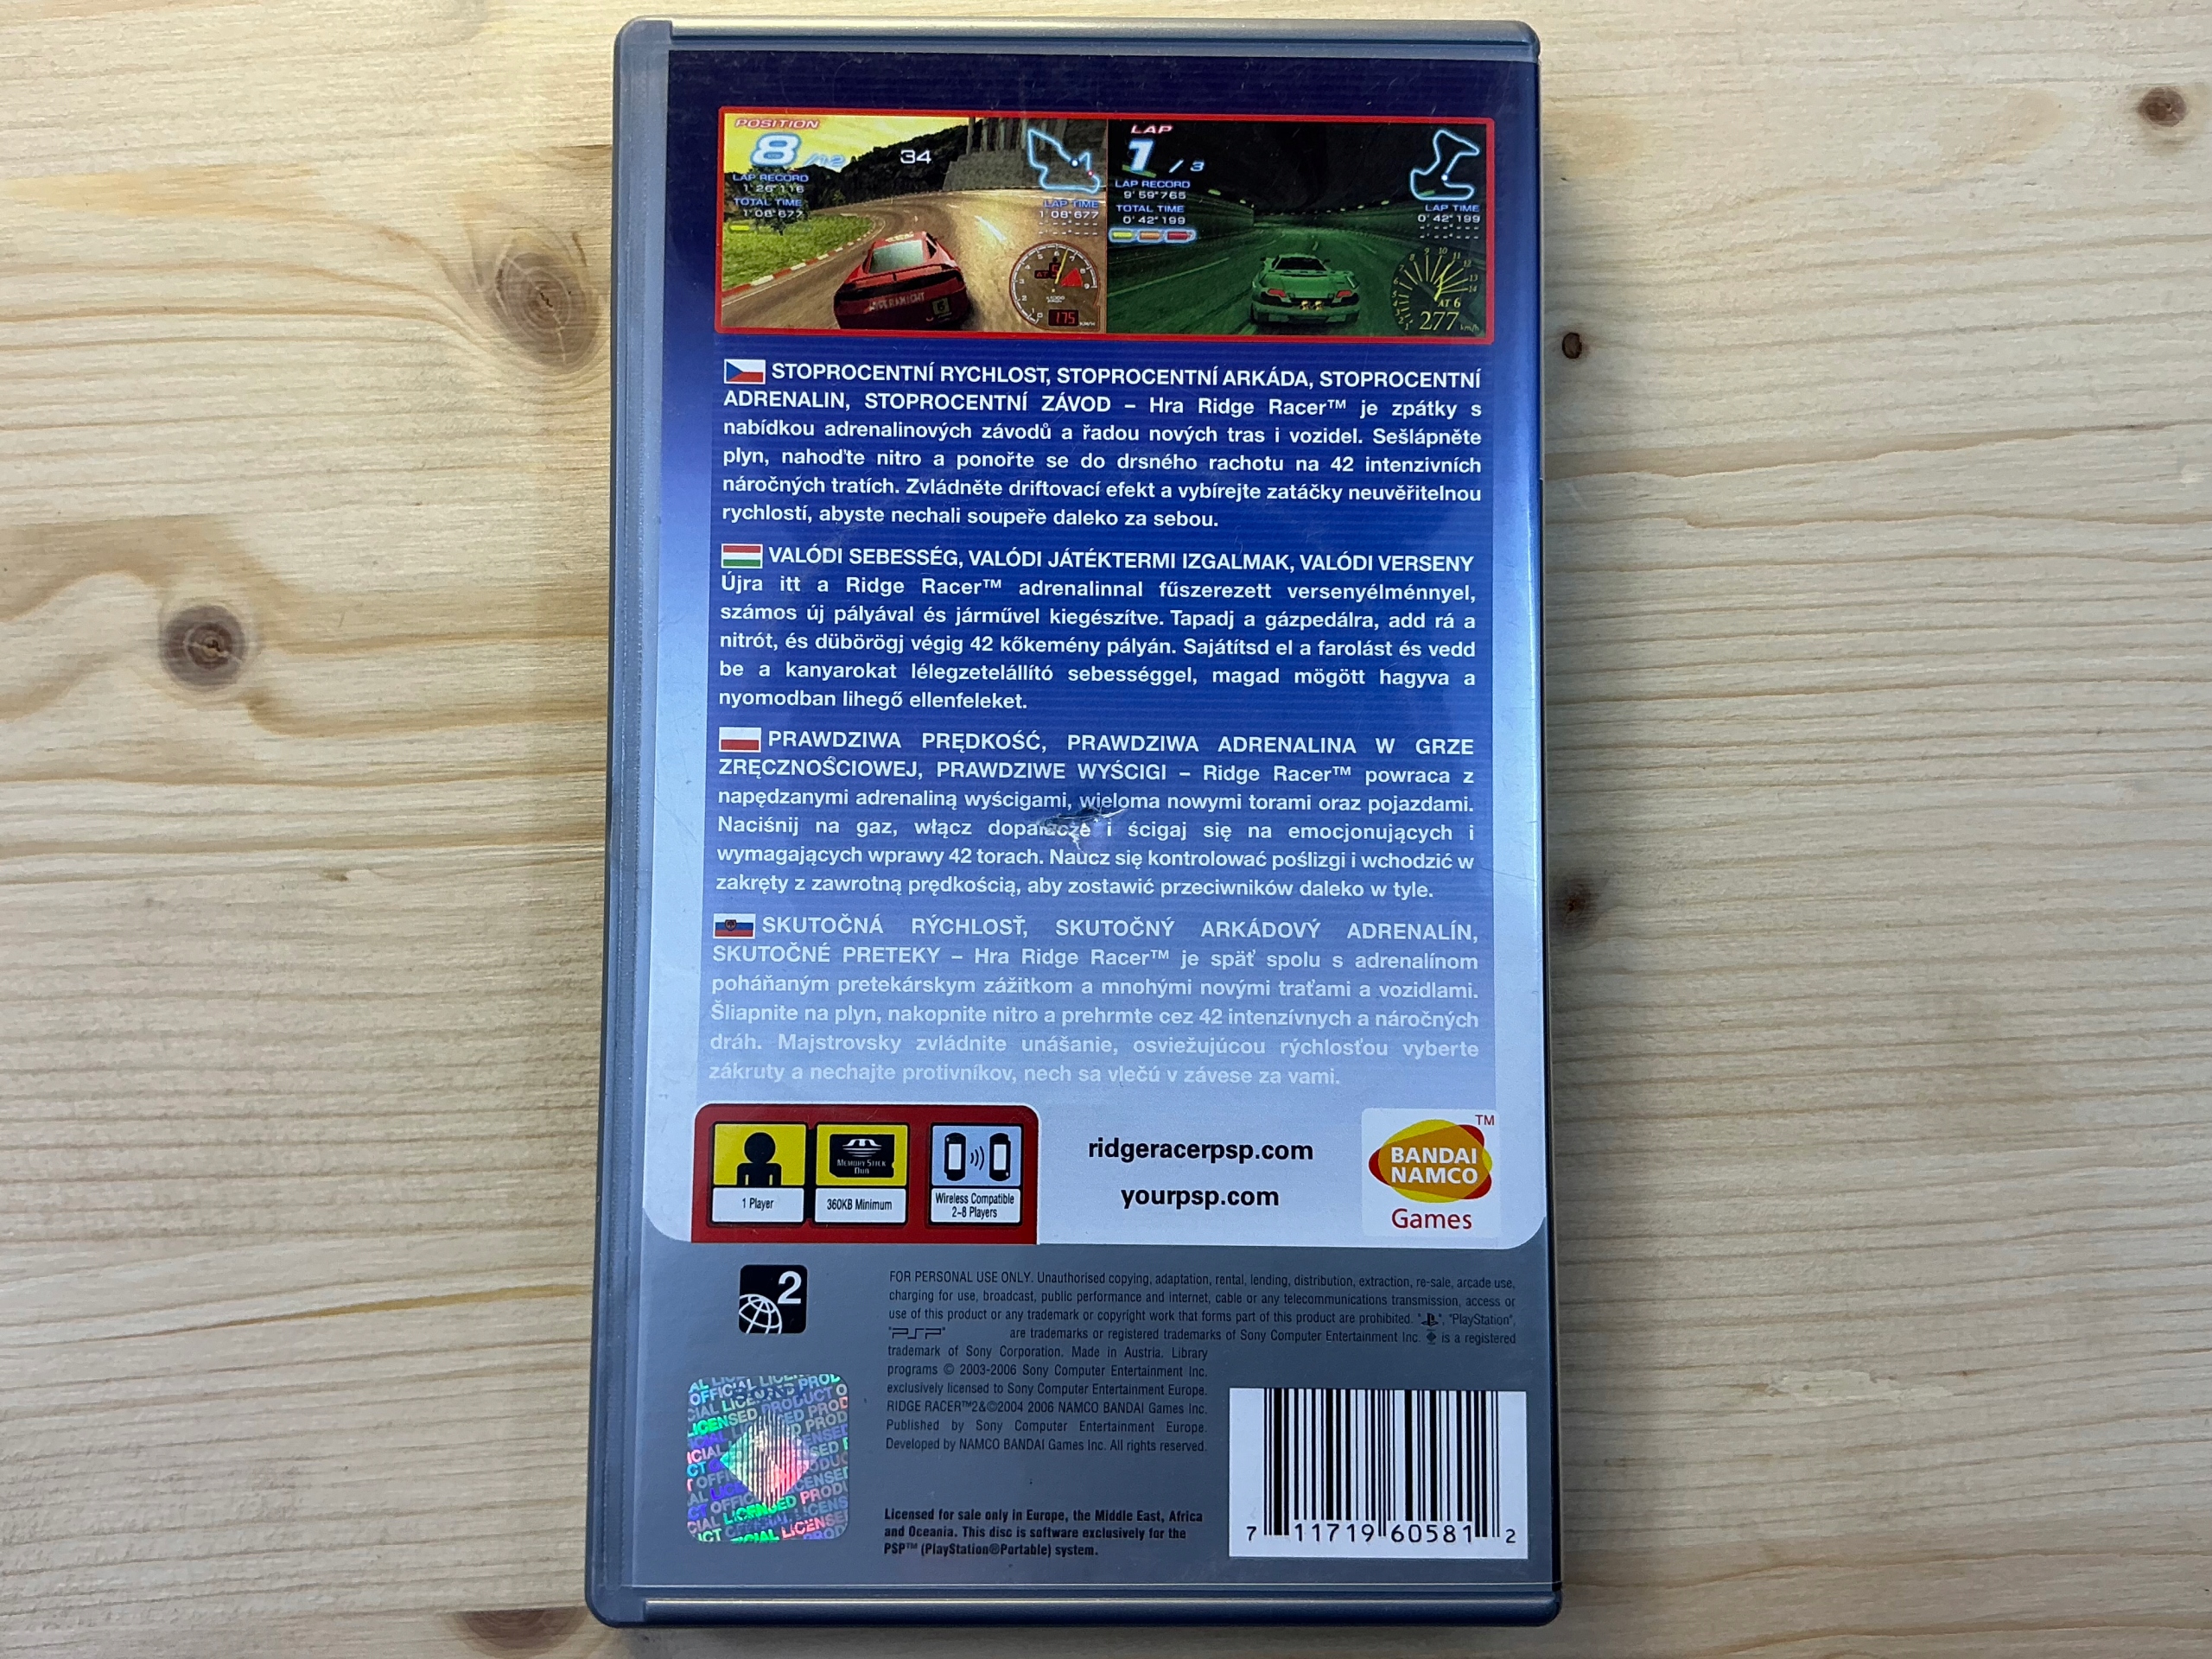 POSITION
8/12
34
LAP RECORD
1'26"116
TOTAL TIME
1'08"677
LAP TIME
1'08"677
175
km/h
LAP
1 / 3
LAP RECORD
9'59"765
TOTAL TIME
0'42"199
LAP TIME
0'42"199
AT 6
277 km/h
STOPROCENTNÍ RYCHLOST, STOPROCENTNÍ ARKÁDA, STOPROCENTNÍ
ADRENALIN, STOPROCENTNÍ ZÁVOD – Hra Ridge Racer™ je zpátky s
nabídkou adrenalinových závodů a řadou nových tras i vozidel. Sešlápněte
plyn, nahoďte nitro a ponořte se do drsného rachotu na 42 intenzivních
náročných tratích. Zvládněte driftovací efekt a vybírejte zatáčky neuvěřitelnou
rychlostí, abyste nechali soupeře daleko za sebou.
VALÓDI SEBESSÉG, VALÓDI JÁTÉKTERMI IZGALMAK, VALÓDI VERSENY
Újra itt a Ridge Racer™ adrenalinnal fűszerezett versenyélménnyel,
számos új pályával és járművel kiegészítve. Tapadj a gázpedálra, add rá a
nitrót, és dübörögj végig 42 kőkemény pályán. Sajátítsd el a farolást és vedd
be a kanyarokat lélegzetelállító sebességgel, magad mögött hagyva a
nyomodban lihegő ellenfeleket.
PRAWDZIWA PRĘDKOŚĆ, PRAWDZIWA ADRENALINA W GRZE
ZRĘCZNOŚCIOWEJ, PRAWDZIWE WYŚCIGI – Ridge Racer™ powraca z
napędzanymi adrenaliną wyścigami, wieloma nowymi torami oraz pojazdami.
Naciśnij na gaz, włącz dopalacze i ścigaj się na emocjonujących i
wymagających wprawy 42 torach. Naucz się kontrolować poślizgi i wchodzić w
zakręty z zawrotną prędkością, aby zostawić przeciwników daleko w tyle.
SKUTOČNÁ RÝCHLOSŤ, SKUTOČNÝ ARKÁDOVÝ ADRENALÍN,
SKUTOČNÉ PRETEKY – Hra Ridge Racer™ je späť spolu s adrenalínom
poháňaným pretekárskym zážitkom a mnohými novými traťami a vozidlami.
Šliapnite na plyn, nakopnite nitro a prehrmte cez 42 intenzívnych a náročných
dráh. Majstrovsky zvládnite unášanie, osviežujúcou rýchlosťou vyberte
zákruty a nechajte protivníkov, nech sa vlečú v závese za vami.
1 Player
MEMORY STICK
DUO
360KB Minimum
Wireless Compatible
2-8 Players
ridgeracerpsp.com
yourpsp.com
BANDAI
NAMCO
Games
TM
2
FOR PERSONAL USE ONLY. Unauthorised copying, adaptation, rental, lending, distribution, extraction, re-sale, arcade use,
charging for use, broadcast, public performance and internet, cable or any telecommunications transmission, access or
use of this product or any trademark or copyright work that forms part of this product are prohibited. " ", "PlayStation",
"PSP" are trademarks or registered trademarks of Sony Computer Entertainment Inc. is a registered
trademark of Sony Corporation. Made in Austria. Library
programs © 2003-2006 Sony Computer Entertainment Inc.
exclusively licensed to Sony Computer Entertainment Europe.
RIDGE RACER™2&©2004 2006 NAMCO BANDAI Games Inc.
Published by Sony Computer Entertainment Europe.
Developed by NAMCO BANDAI Games Inc. All rights reserved.
Licensed for sale only in Europe, the Middle East, Africa
and Oceania. This disc is software exclusively for the
PSP™ (PlayStation®Portable) system.
SONY
OFFICIAL LICENSED PRODUCT
7 11719 60581 2